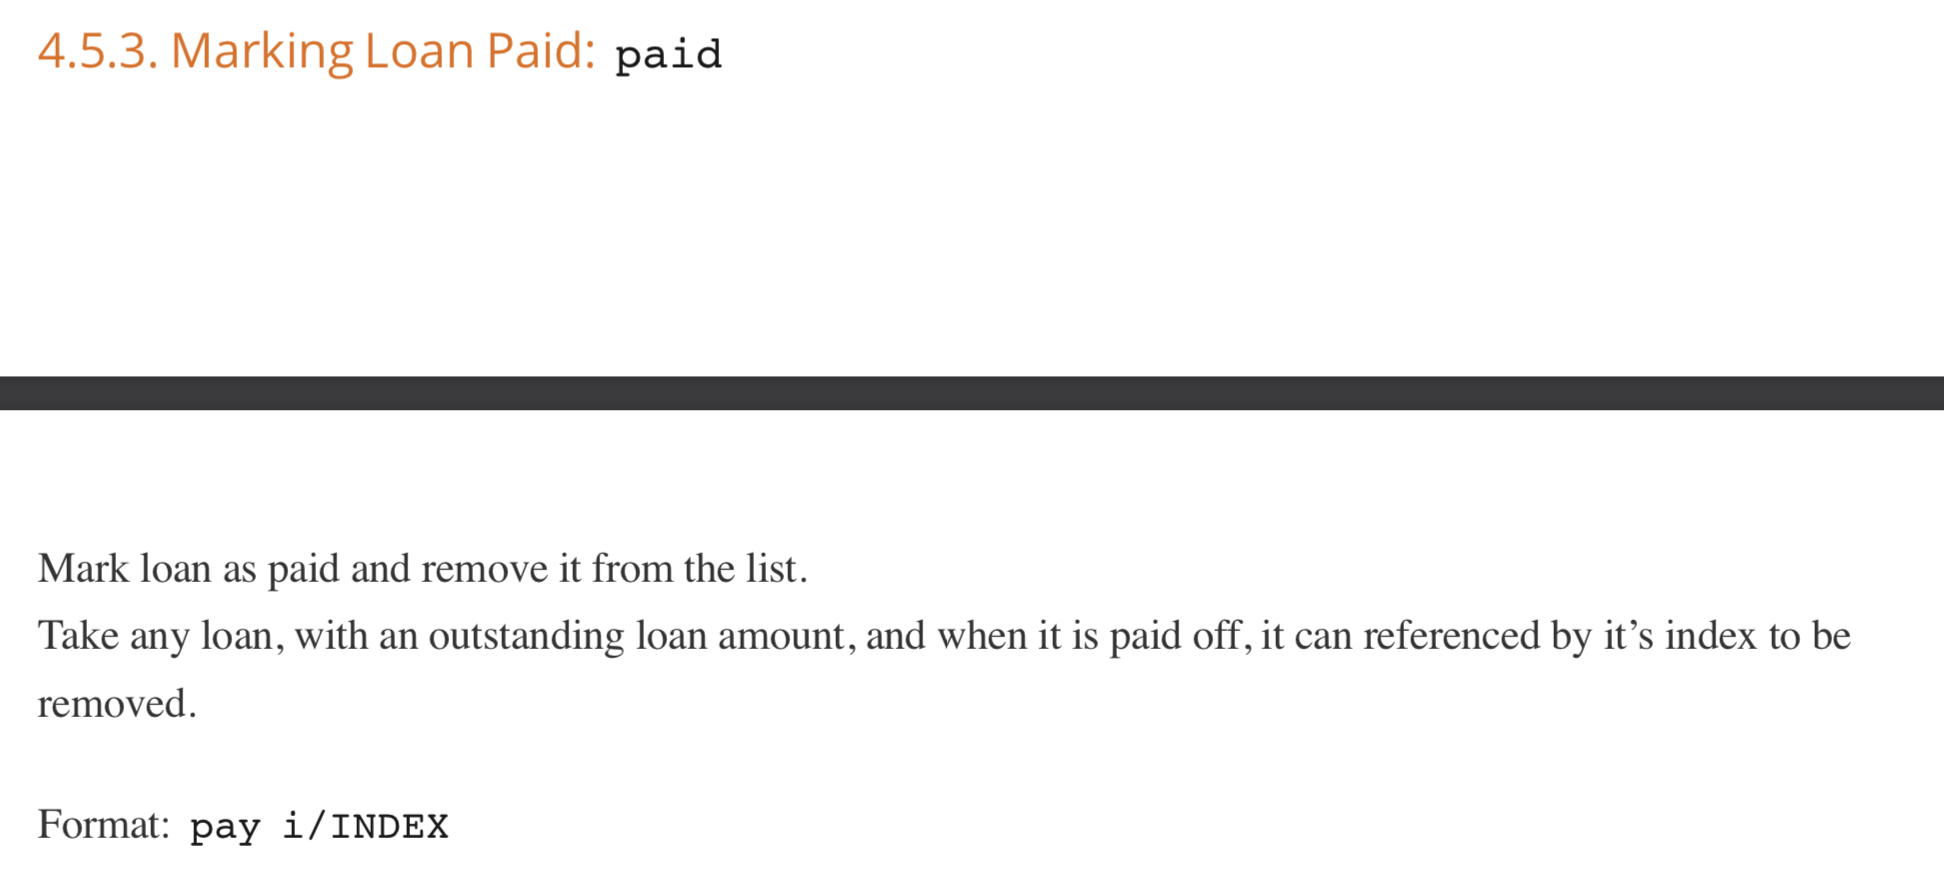 4.5.3. Marking Loan Paid: paid
Mark loan as paid and remove it from the list.
Take any loan, with an outstanding loan amount, and when it is paid off, it can referenced by it’s index to be
removed.
Format: pay i/INDEX